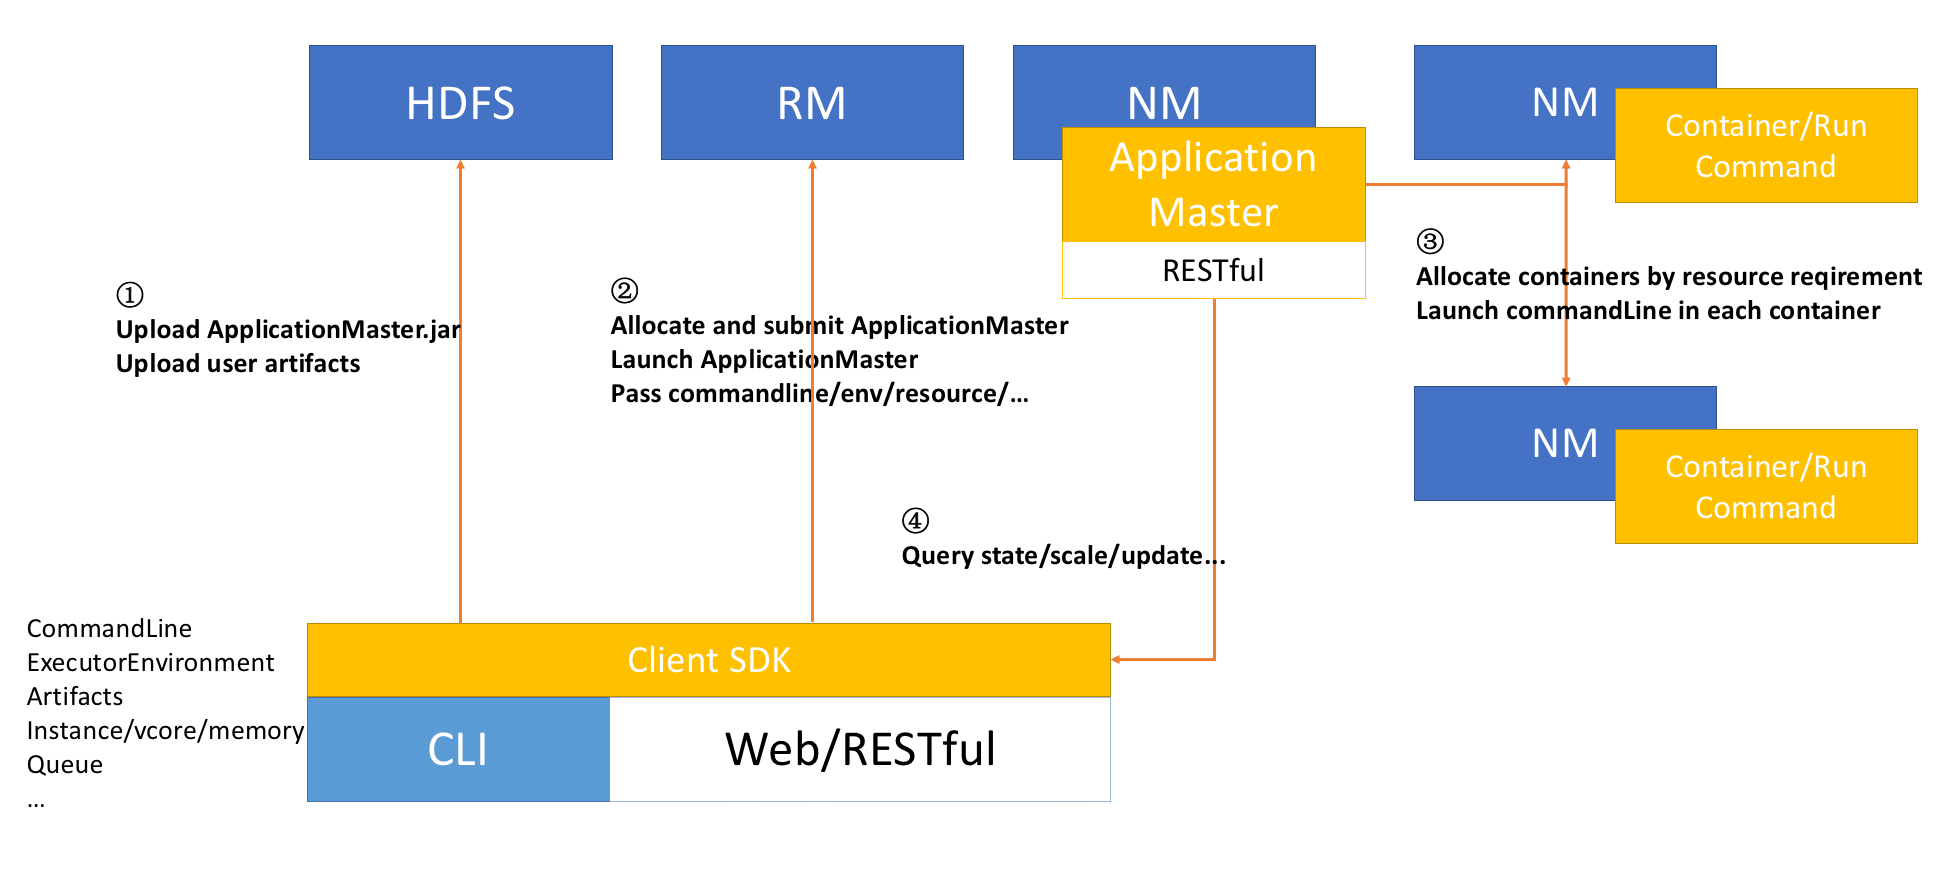 HDFS
RM
NM
Application
Master
RESTful
NM
Container/Run
Command
①
Upload ApplicationMaster.jar
Upload user artifacts
②
Allocate and submit ApplicationMaster
Launch ApplicationMaster
Pass commandline/env/resource/...
③
Allocate containers by resource reqirement
Launch commandLine in each container
NM
Container/Run
Command
④
Query state/scale/update...
CommandLine
ExecutorEnvironment
Artifacts
Instance/vcore/memory
Queue
...
Client SDK
CLI
Web/RESTful